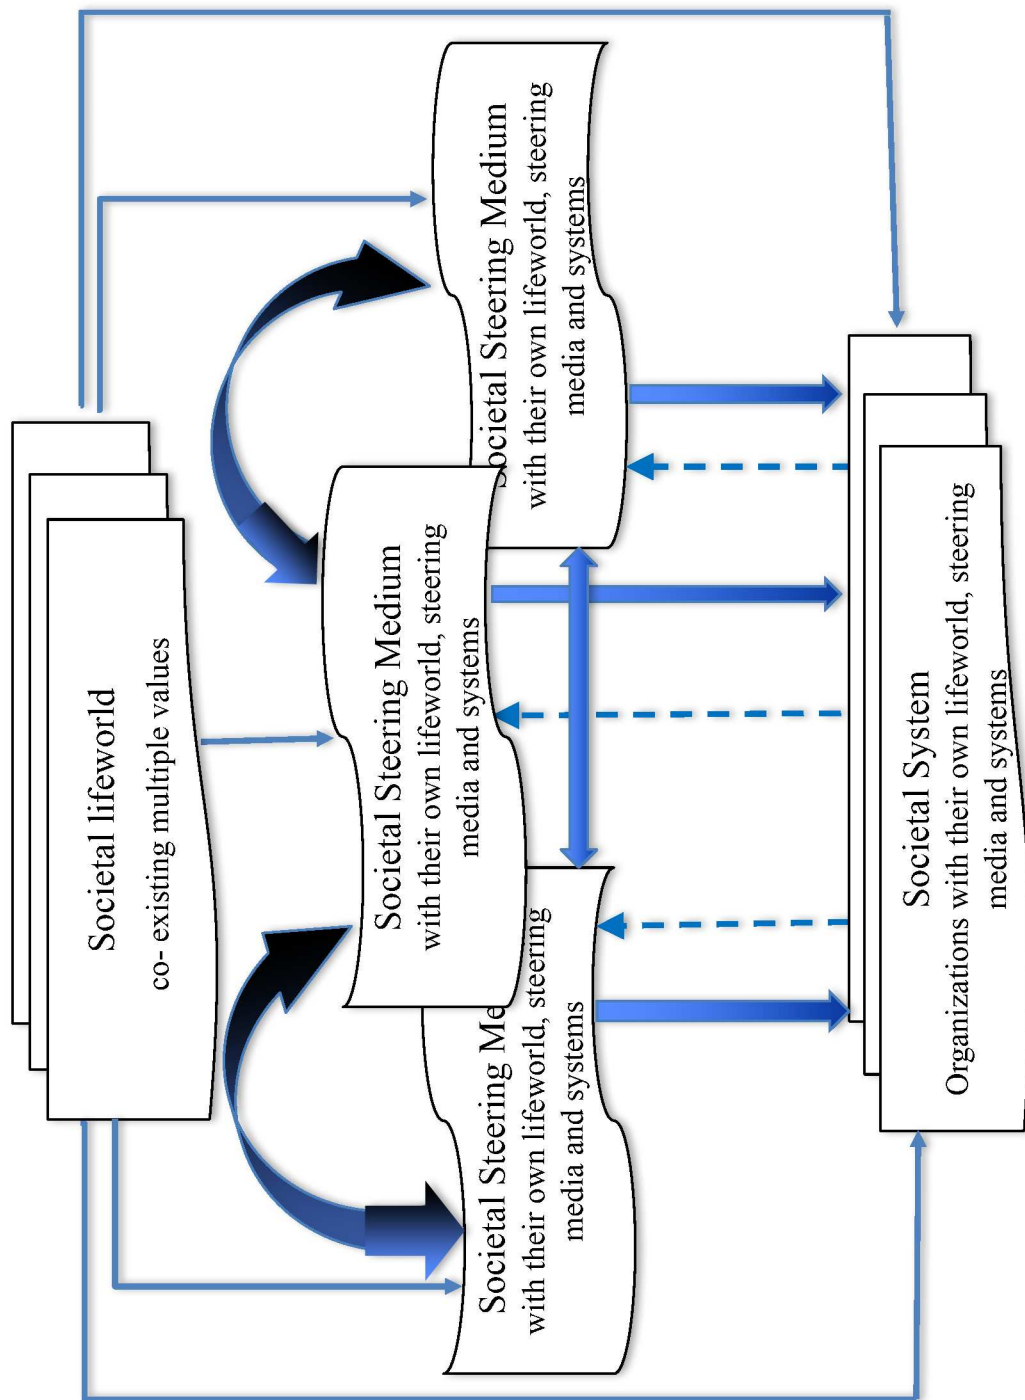 Societal lifeworld
co- existing multiple values
Societal Steering Me
with their own lifeworld, steering
media and systems
Societal Steering Medium
with their own lifeworld, steering
media and systems
Societal Steering Medium
with their own lifeworld, steering
media and systems
Societal System
Organizations with their own lifeworld, steering
media and systems